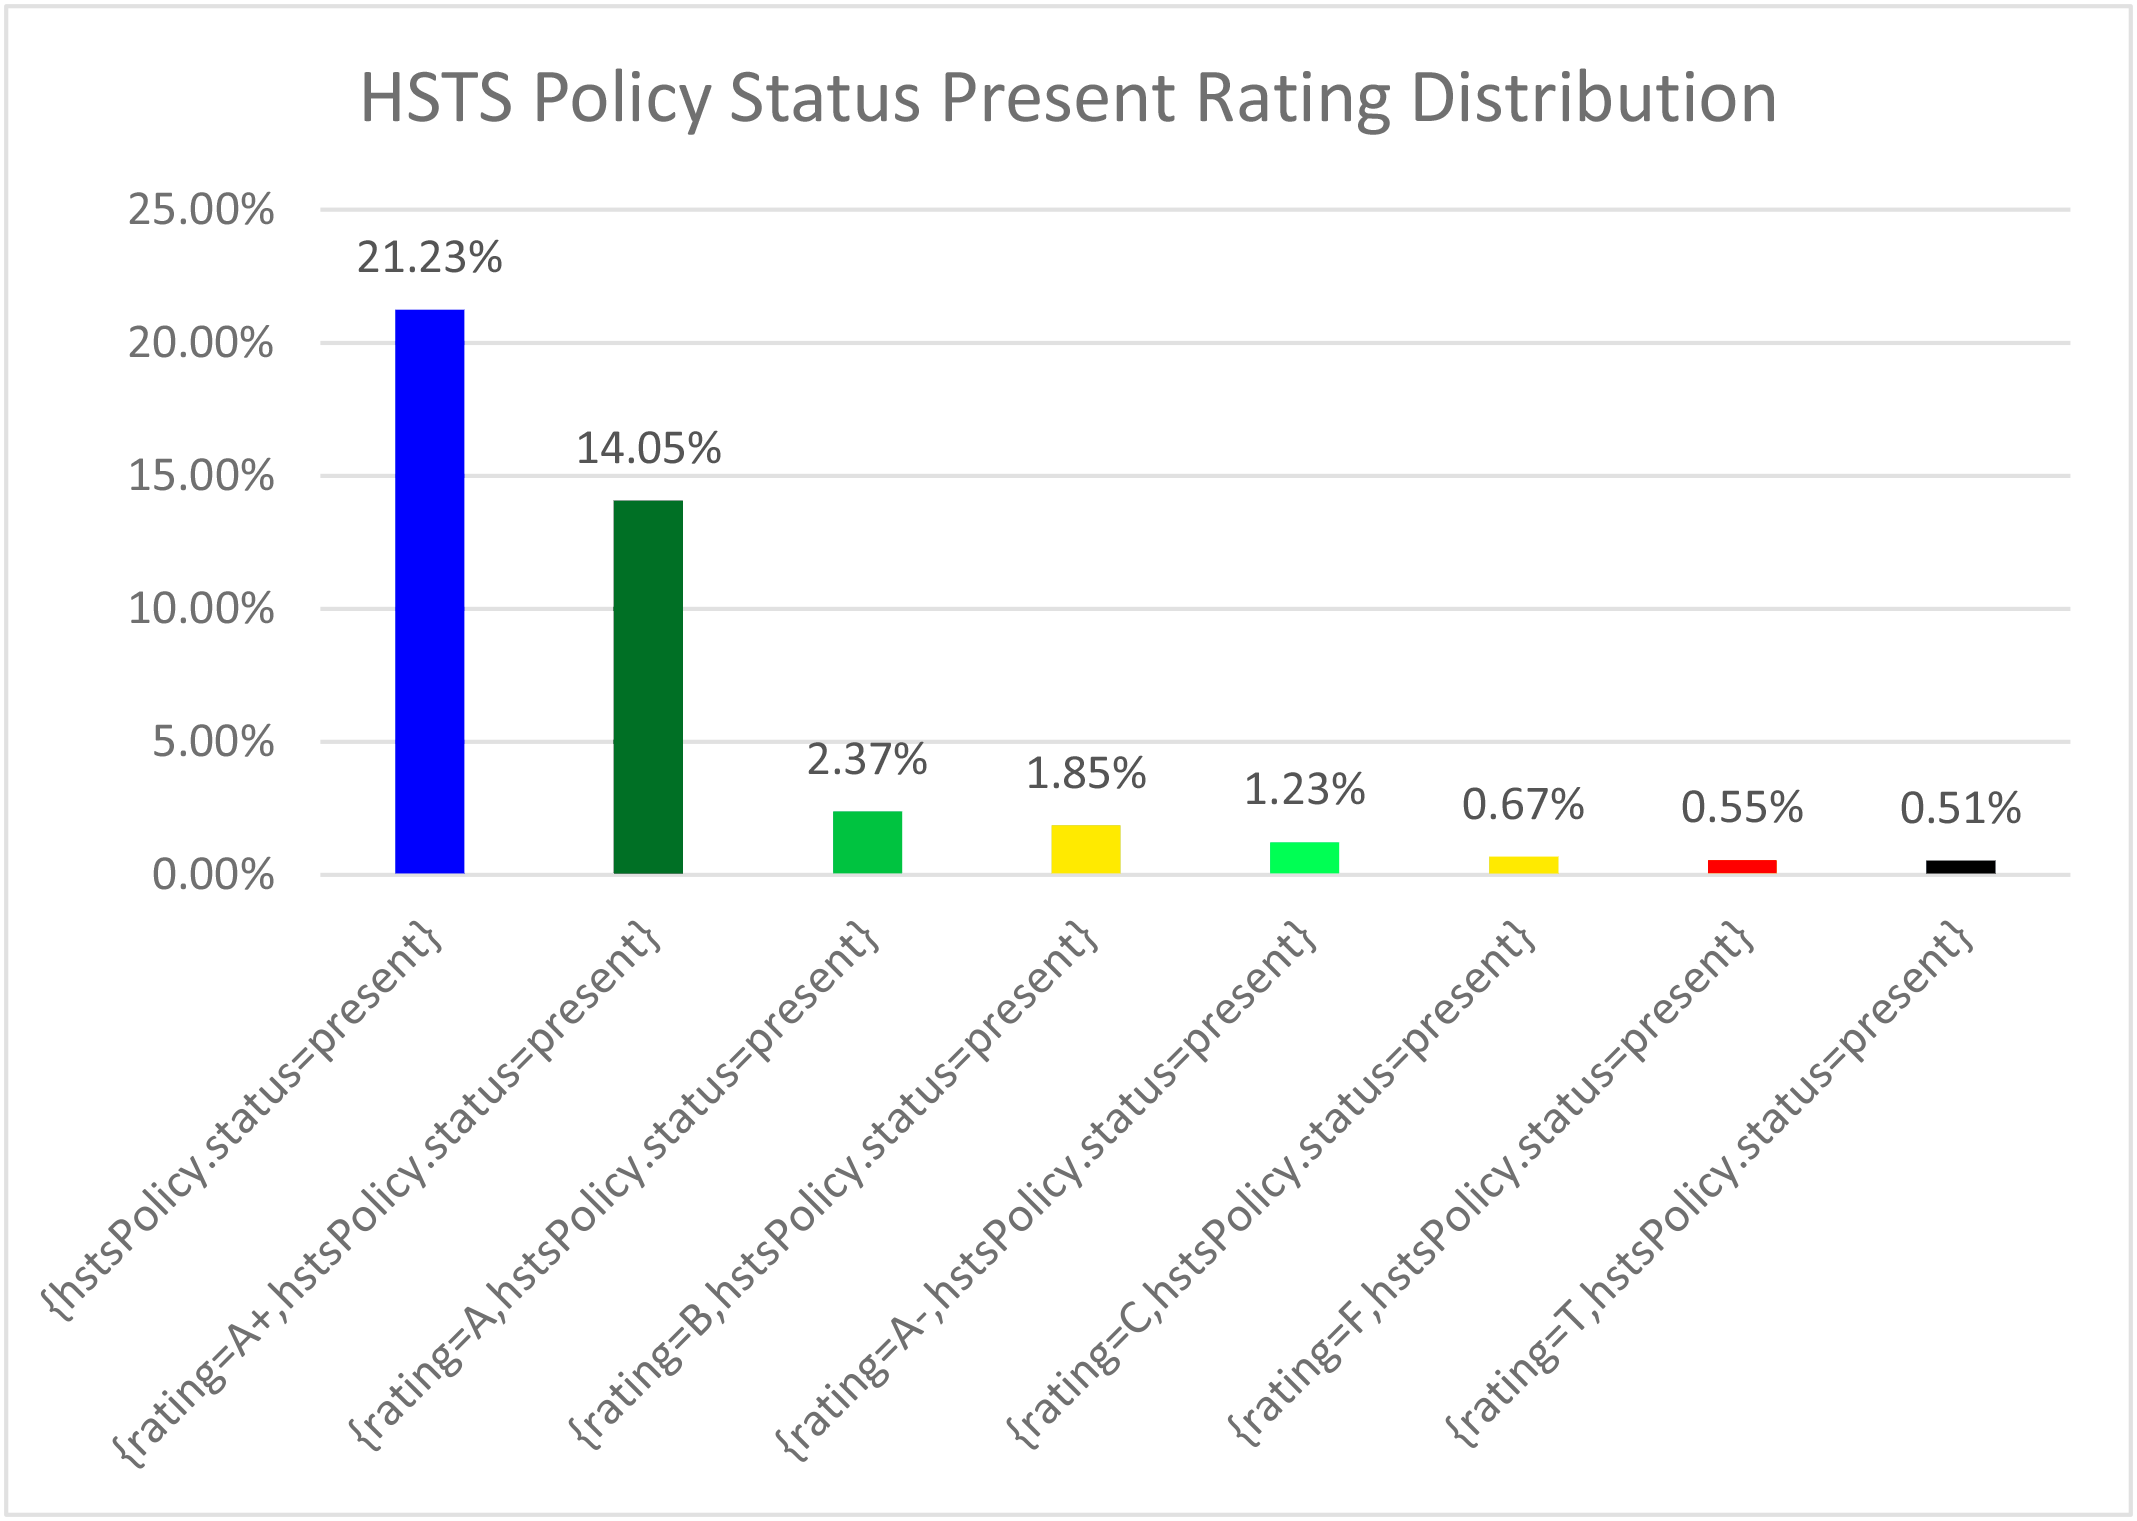 HSTS Policy Status Present Rating Distribution
25.00%
20.00%
15.00%
10.00%
5.00%
0.00%
21.23%
14.05%
2.37%
1.85%
1.23%
0.67%
0.55%
0.51%
{hstsPolicy.status=present}
{rating=A+,hstsPolicy.status=present}
{rating=A,hstsPolicy.status=present}
{rating=B,hstsPolicy.status=present}
{rating=A-,hstsPolicy.status=present}
{rating=C,hstsPolicy.status=present}
{rating=F,hstsPolicy.status=present}
{rating=T,hstsPolicy.status=present}